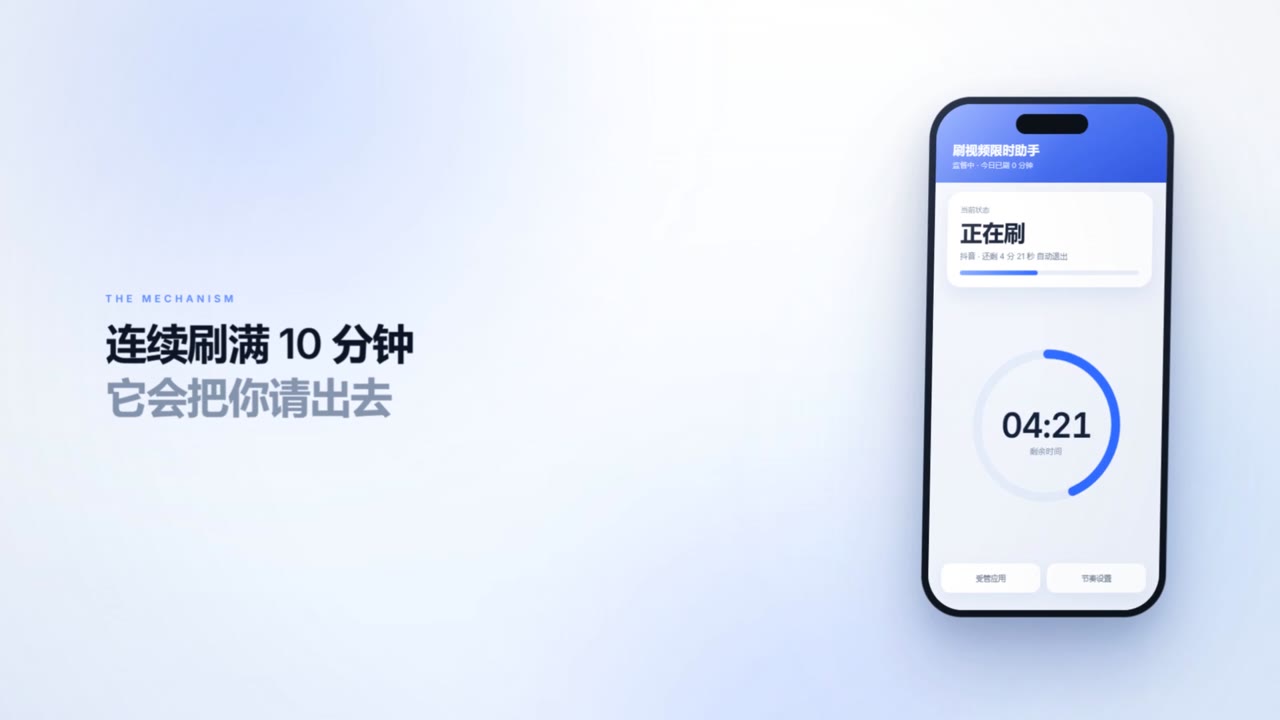 THE MECHANISM
连续刷满 10 分钟
它会把你请出去
刷视频限时助手
监督中 · 今日已刷 0 分钟
当前状态
正在刷
抖音 · 还剩 4 分 21 秒 自动退出
04:21
剩余时间
受管应用
节奏设置